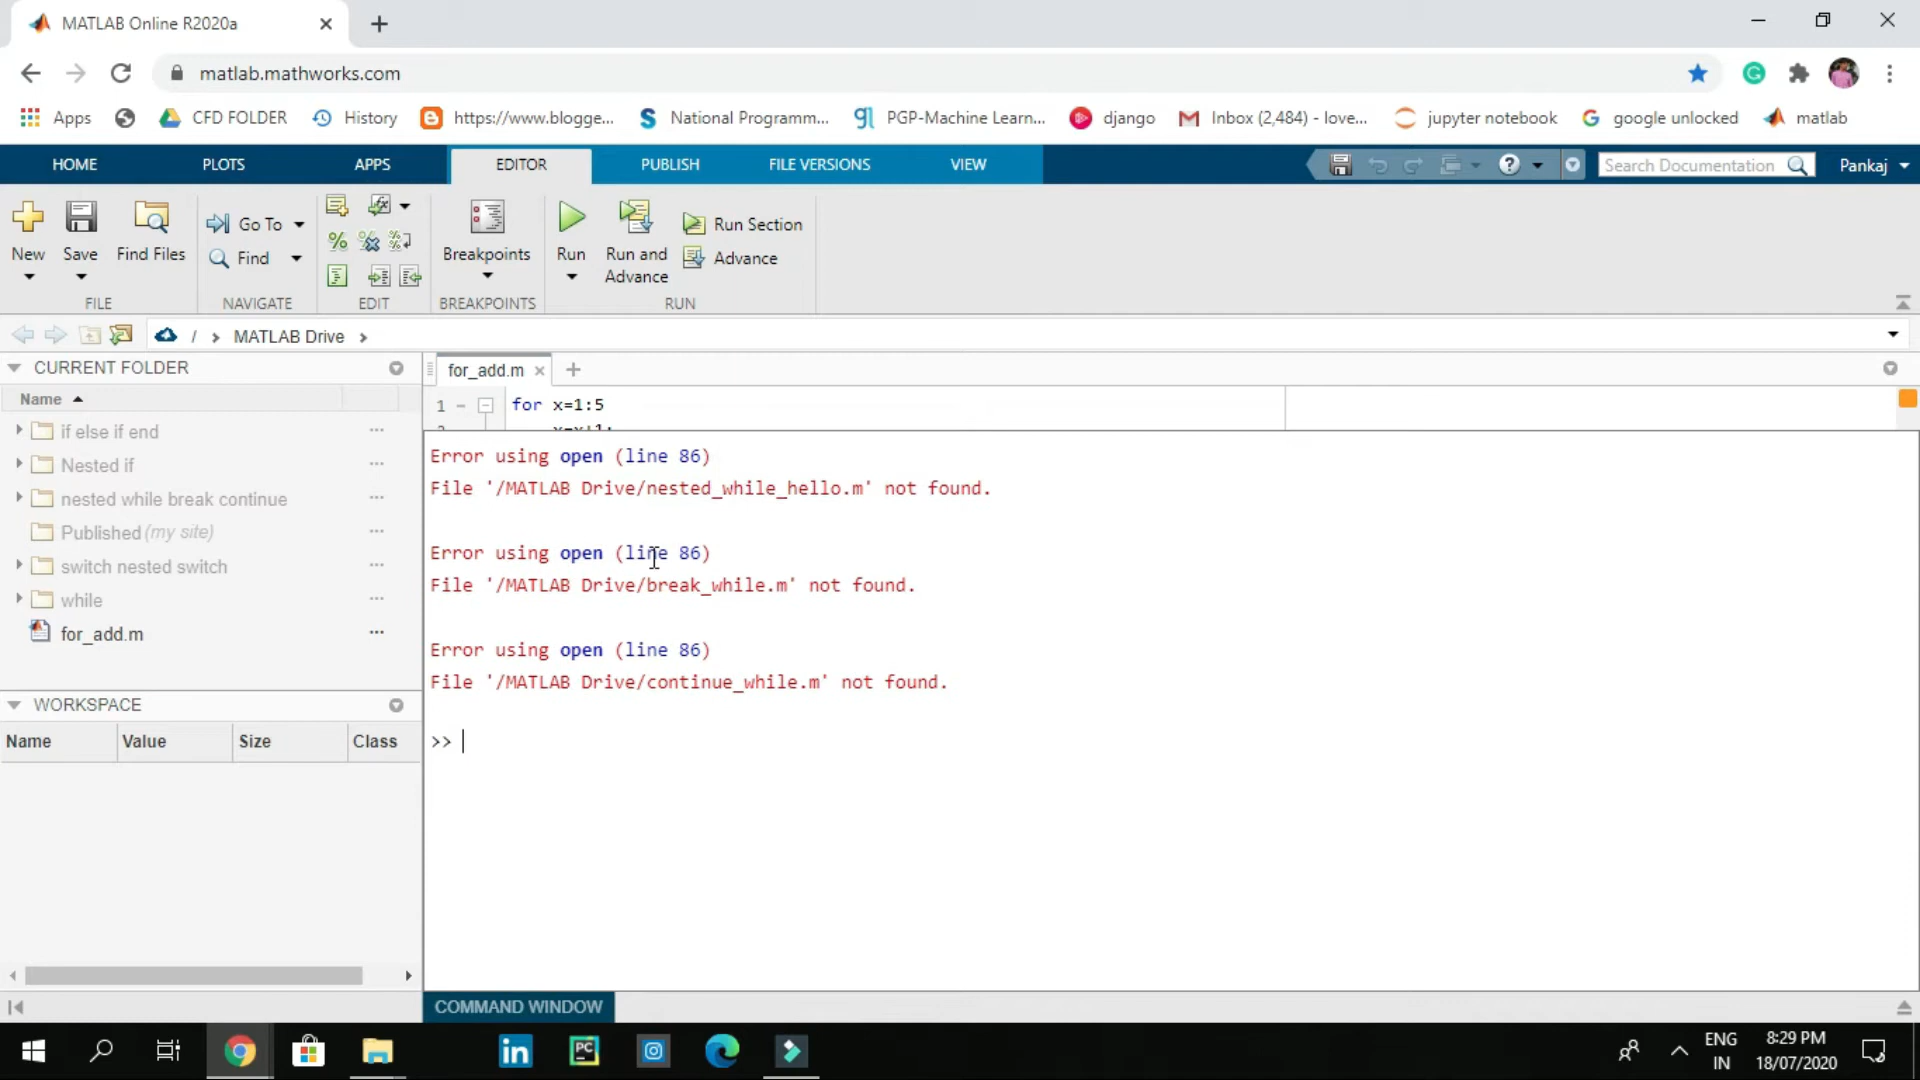 MATLAB Online R2020a
matlab.mathworks.com
Apps CFD FOLDER History https://www.blogge... National Programm... PGP-Machine Learn... django Inbox (2,484) - love... jupyter notebook google unlocked matlab
HOME PLOTS APPS EDITOR PUBLISH FILE VERSIONS VIEW Search Documentation Pankaj
New Save Find Files Go To Find Breakpoints Run Run and Advance Run Section Advance
FILE NAVIGATE EDIT BREAKPOINTS RUN
/ > MATLAB Drive >
CURRENT FOLDER
Name
if else if end
Nested if
nested while break continue
Published (my site)
switch nested switch
while
for_add.m
WORKSPACE
Name Value Size Class
for_add.m
1 for x=1:5
Error using open (line 86)
File '/MATLAB Drive/nested_while_hello.m' not found.
Error using open (line 86)
File '/MATLAB Drive/break_while.m' not found.
Error using open (line 86)
File '/MATLAB Drive/continue_while.m' not found.
>>
COMMAND WINDOW
ENG
IN
8:29 PM
18/07/2020